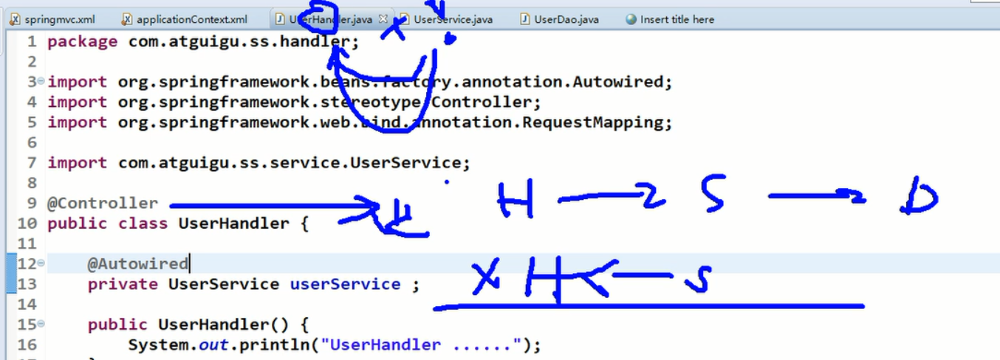 springmvc.xml applicationContext.xml UserHandler.java UserService.java UserDao.java Insert title here
1 package com.atguigu.ss.handler;
2
3 import org.springframework.beans.factory.annotation.Autowired;
4 import org.springframework.stereotype.Controller;
5 import org.springframework.web.bind.annotation.RequestMapping;
6
7 import com.atguigu.ss.service.UserService;
8
9 @Controller
H → S → D
10 public class UserHandler {
11
12 @Autowired
13 private UserService userService ;
X H ← S
14
15 public UserHandler() {
16 System.out.println("UserHandler ......");